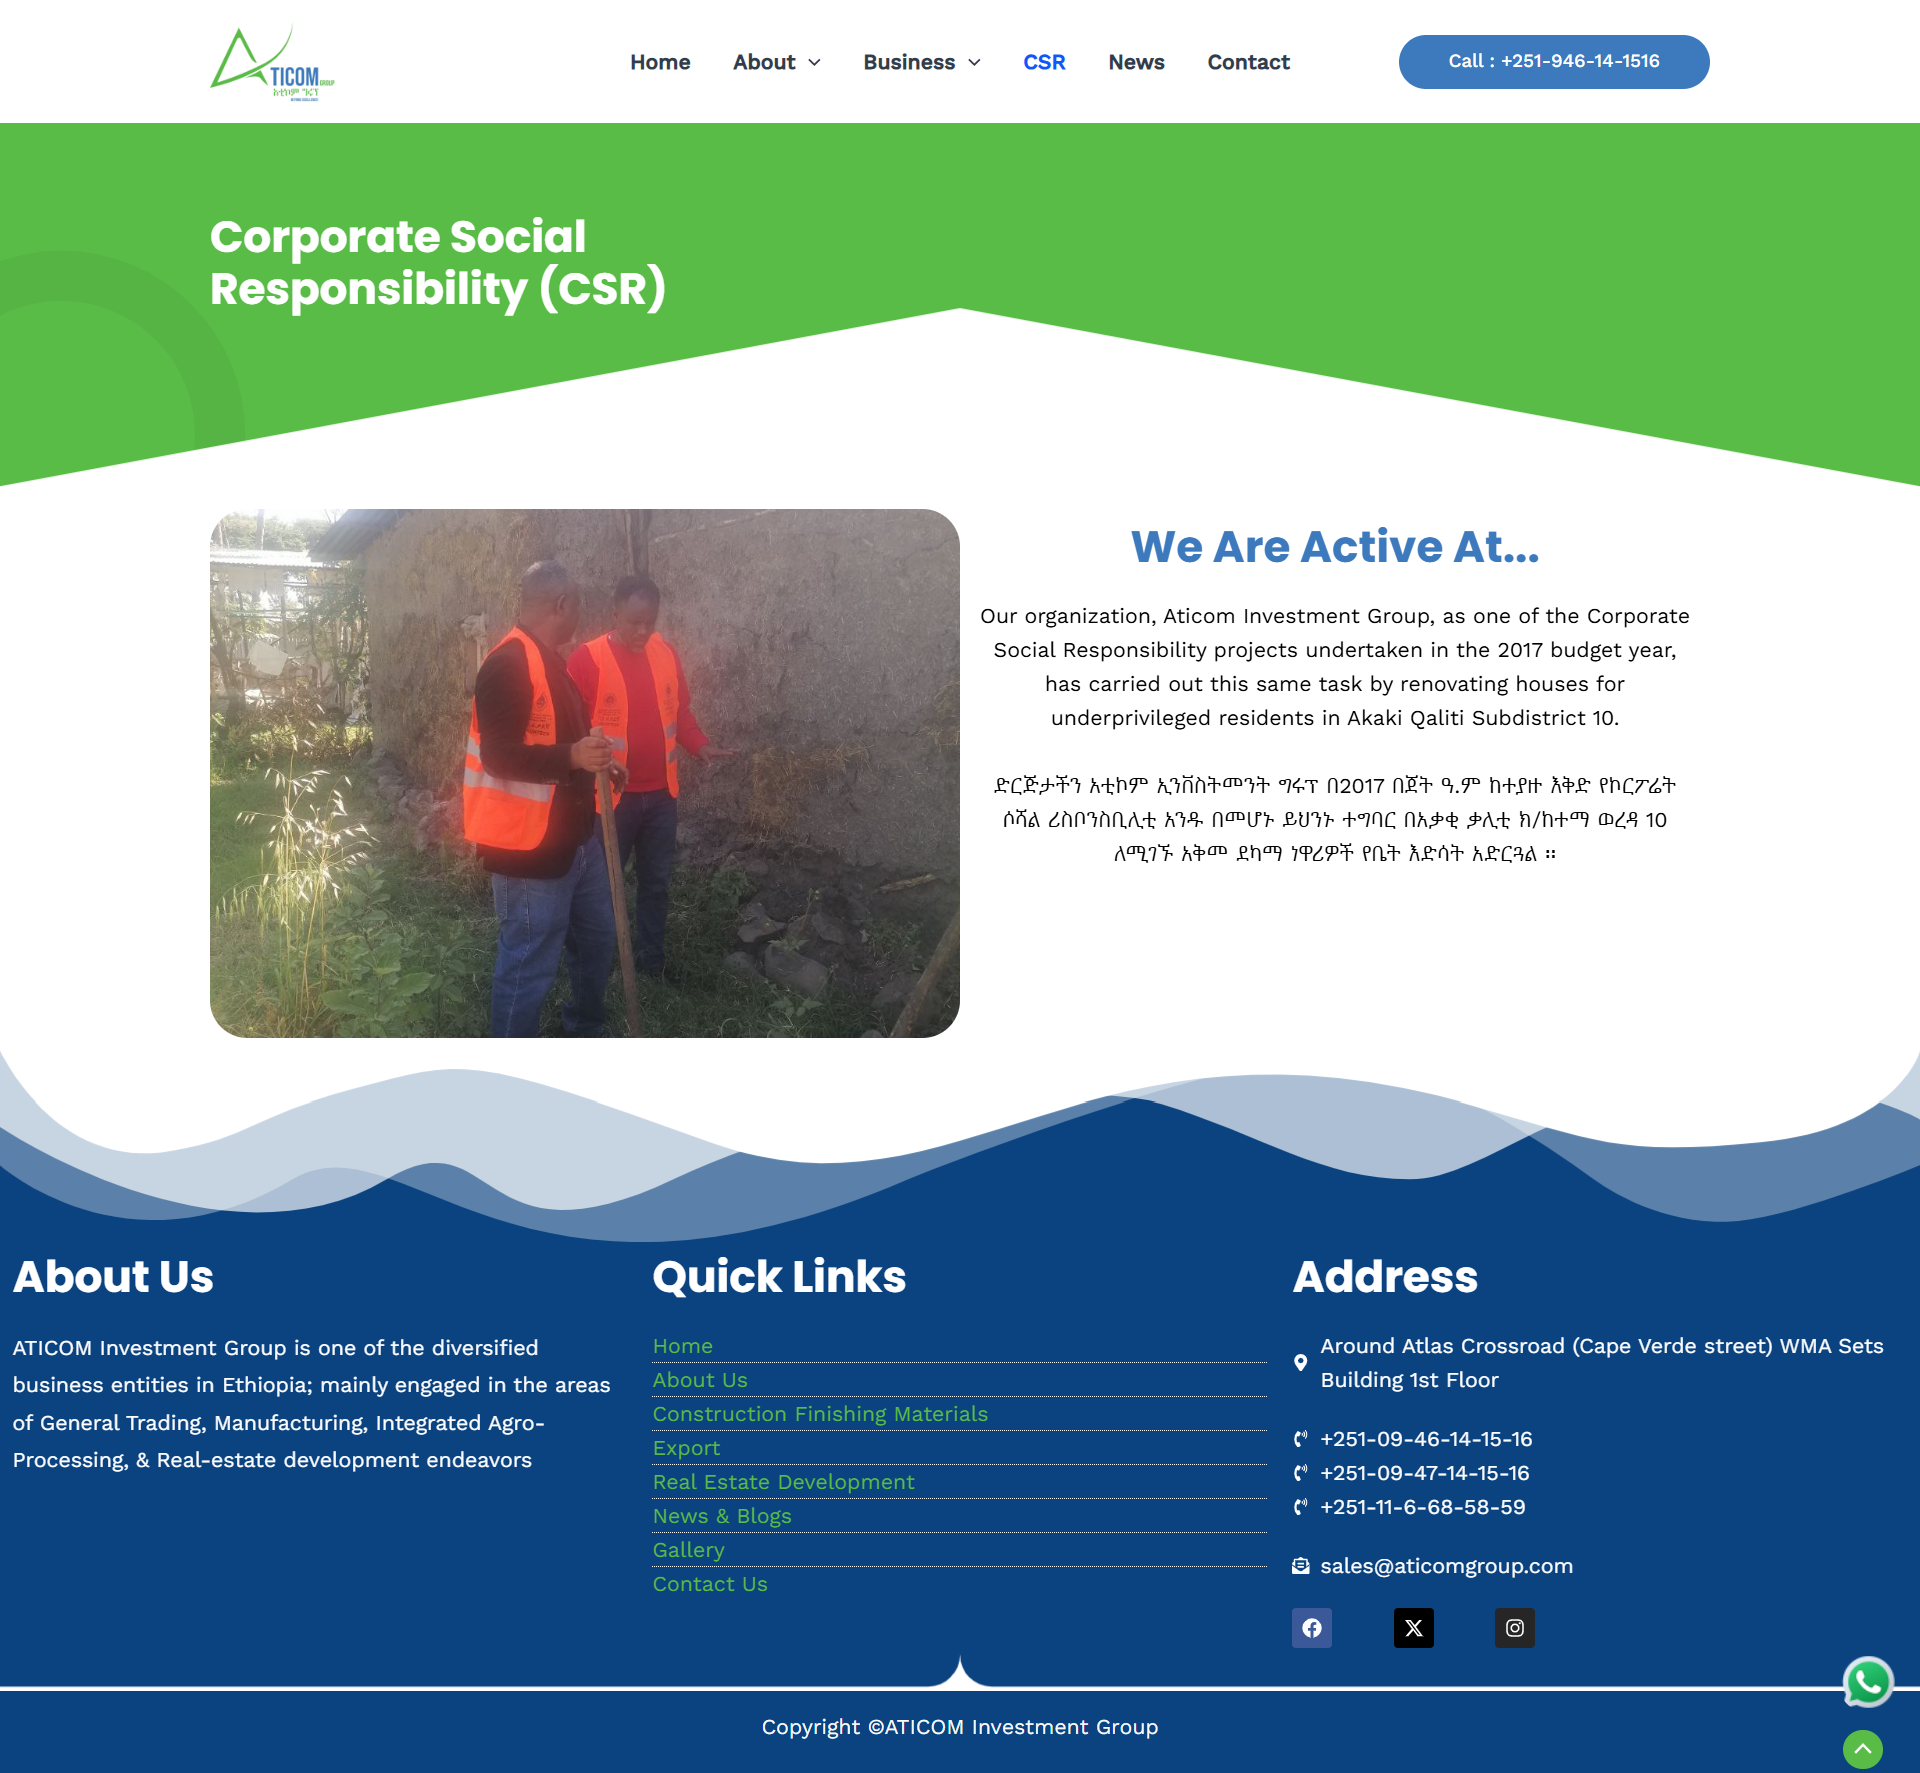 ATICOM GROUP
አቲኮም ግሩፕ
Home
About
Business
CSR
News
Contact
Call : +251-946-14-1516
Corporate Social
Responsibility (CSR)
We Are Active At...
Our organization, Aticom Investment Group, as one of the Corporate
Social Responsibility projects undertaken in the 2017 budget year,
has carried out this same task by renovating houses for
underprivileged residents in Akaki Qaliti Subdistrict 10.
ድርጅታችን አቲኮም ኢንቨስትመንት ግሩፕ በ2017 በጀት ዓ.ም ከተያዙ እቅድ የኮርፖሬት
ሶሻል ሪስቦንስቢሊቲ አንዱ በመሆኑ ይህንኑ ተግባር በአቃቂ ቃሊቲ ክ/ከተማ ወረዳ 10
ለሚገኙ አቅመ ደካማ ነዋሪዎች የቤት እድሳት አድርጓል ።
About Us
ATICOM Investment Group is one of the diversified
business entities in Ethiopia; mainly engaged in the areas
of General Trading, Manufacturing, Integrated Agro-
Processing, & Real-estate development endeavors
Quick Links
Home
About Us
Construction Finishing Materials
Export
Real Estate Development
News & Blogs
Gallery
Contact Us
Address
Around Atlas Crossroad (Cape Verde street) WMA Sets
Building 1st Floor
+251-09-46-14-15-16
+251-09-47-14-15-16
+251-11-6-68-58-59
sales@aticomgroup.com
Copyright ©ATICOM Investment Group